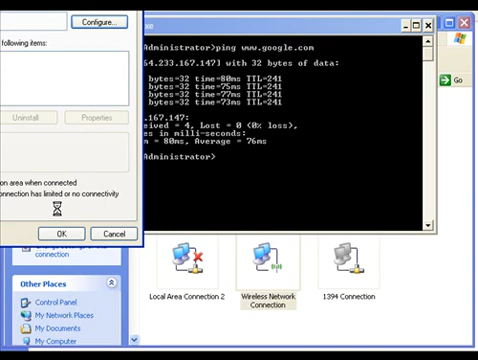 Configure...
following items:
Uninstall
Properties
on area when connected
onnection has limited or no connectivity
OK
Cancel
Administrator>ping www.google.com
64.233.167.147] with 32 bytes of data:
bytes=32 time=80ms TTL=241
bytes=32 time=75ms TTL=241
bytes=32 time=77ms TTL=241
bytes=32 time=73ms TTL=241
.167.147:
eived = 4, Lost = 0 (0% loss),
es in milli-seconds:
m = 80ms, Average = 76ms
Administrator>
Go
connection
Other Places
Control Panel
My Network Places
My Documents
My Computer
Local Area Connection 2
Wireless Network
Connection
1394 Connection